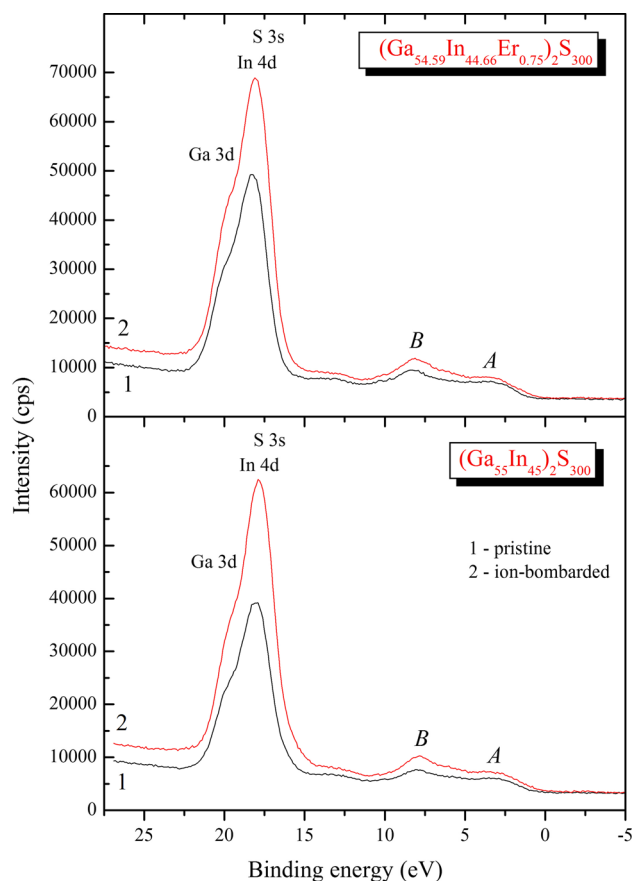 S 3s
In 4d
Ga 3d
(Ga54.59In44.66Er0.75)2S300
70000
60000
50000
40000
30000
20000
10000
0
2
1
B
A
Intensity (cps)
S 3s
In 4d
Ga 3d
(Ga55In45)2S300
1 - pristine
2 - ion-bombarded
60000
50000
40000
30000
20000
10000
0
2
1
B
A
25 20 15 10 5 0 -5
Binding energy (eV)